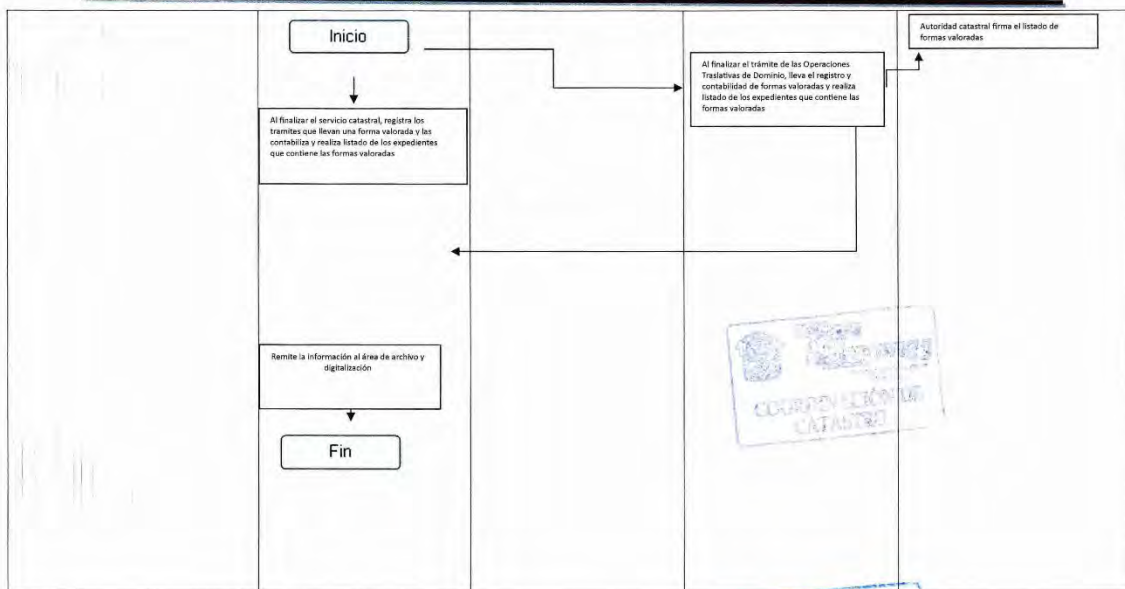 Inicio
Autoridad catastral firma el listado de
formas valoradas
Al finalizar el trámite de las Operaciones
Traslativas de Dominio, lleva el registro y
contabilidad de formas valoradas y realiza
listado de los expedientes que contiene las
formas valoradas
Al finalizar el servicio catastral, registra los
tramites que llevan una forma valorada y las
contabiliza y realiza listado de los expedientes
que contiene las formas valoradas
Remite la información al área de archivo y
digitalización
Fin
COORDINACIÓN DE
CATASTRO